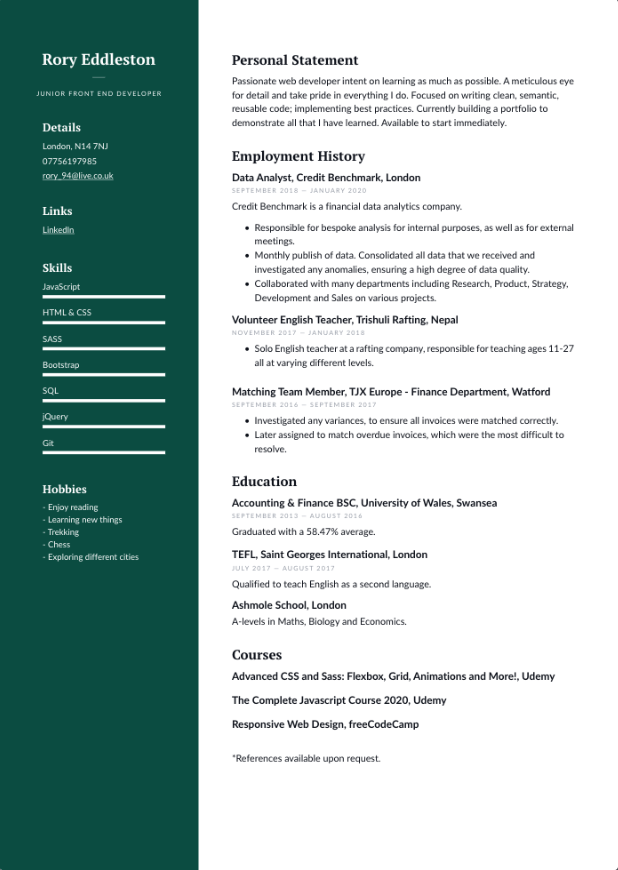 Rory Eddleston
JUNIOR FRONT END DEVELOPER
Details
London, N14 7NJ
07756197985
rory_94@live.co.uk
Links
LinkedIn
Skills
JavaScript
HTML & CSS
SASS
Bootstrap
SQL
jQuery
Git
Hobbies
- Enjoy reading
- Learning new things
- Trekking
- Chess
- Exploring different cities
Personal Statement
Passionate web developer intent on learning as much as possible. A meticulous eye
for detail and take pride in everything I do. Focused on writing clean, semantic,
reusable code; implementing best practices. Currently building a portfolio to
demonstrate all that I have learned. Available to start immediately.
Employment History
Data Analyst, Credit Benchmark, London
SEPTEMBER 2018 — JANUARY 2020
Credit Benchmark is a financial data analytics company.
• Responsible for bespoke analysis for internal purposes, as well as for external
meetings.
• Monthly publish of data. Consolidated all data that we received and
investigated any anomalies, ensuring a high degree of data quality.
• Collaborated with many departments including Research, Product, Strategy,
Development and Sales on various projects.
Volunteer English Teacher, Trishuli Rafting, Nepal
NOVEMBER 2017 — JANUARY 2018
• Solo English teacher at a rafting company, responsible for teaching ages 11-27
all at varying different levels.
Matching Team Member, TJX Europe - Finance Department, Watford
SEPTEMBER 2016 — SEPTEMBER 2017
• Investigated any variances, to ensure all invoices were matched correctly.
• Later assigned to match overdue invoices, which were the most difficult to
resolve.
Education
Accounting & Finance BSC, University of Wales, Swansea
SEPTEMBER 2013 — AUGUST 2016
Graduated with a 58.47% average.
TEFL, Saint Georges International, London
JULY 2017 — AUGUST 2017
Qualified to teach English as a second language.
Ashmole School, London
A-levels in Maths, Biology and Economics.
Courses
Advanced CSS and Sass: Flexbox, Grid, Animations and More!, Udemy
The Complete Javascript Course 2020, Udemy
Responsive Web Design, freeCodeCamp
*References available upon request.